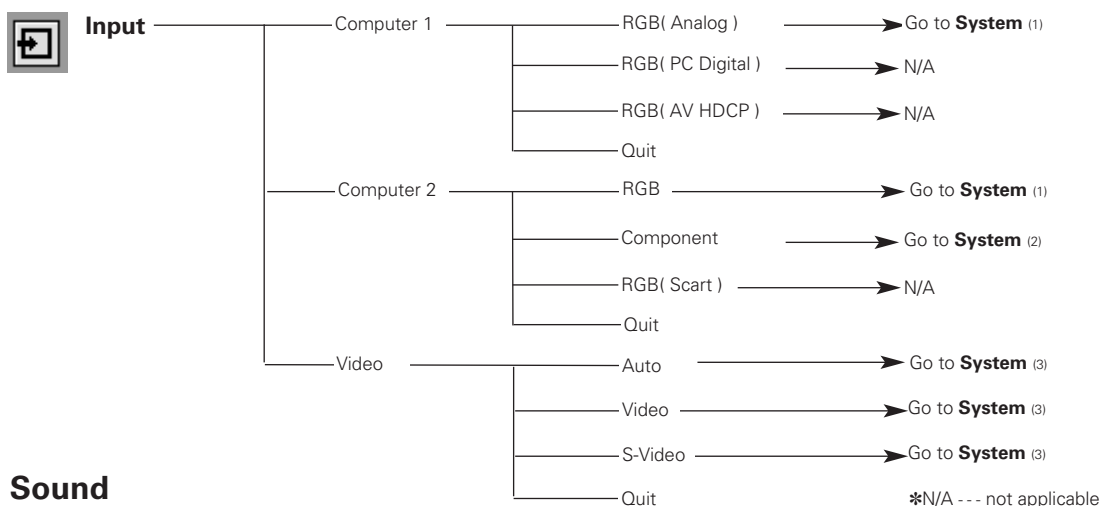 Input Computer 1 RGB( Analog ) Go to System (1)
RGB( PC Digital ) N/A
RGB( AV HDCP ) N/A
Quit
Computer 2 RGB Go to System (1)
Component Go to System (2)
RGB( Scart ) N/A
Quit
Video Auto Go to System (3)
Video Go to System (3)
S-Video Go to System (3)
Sound
Quit ✽N/A - - - not applicable